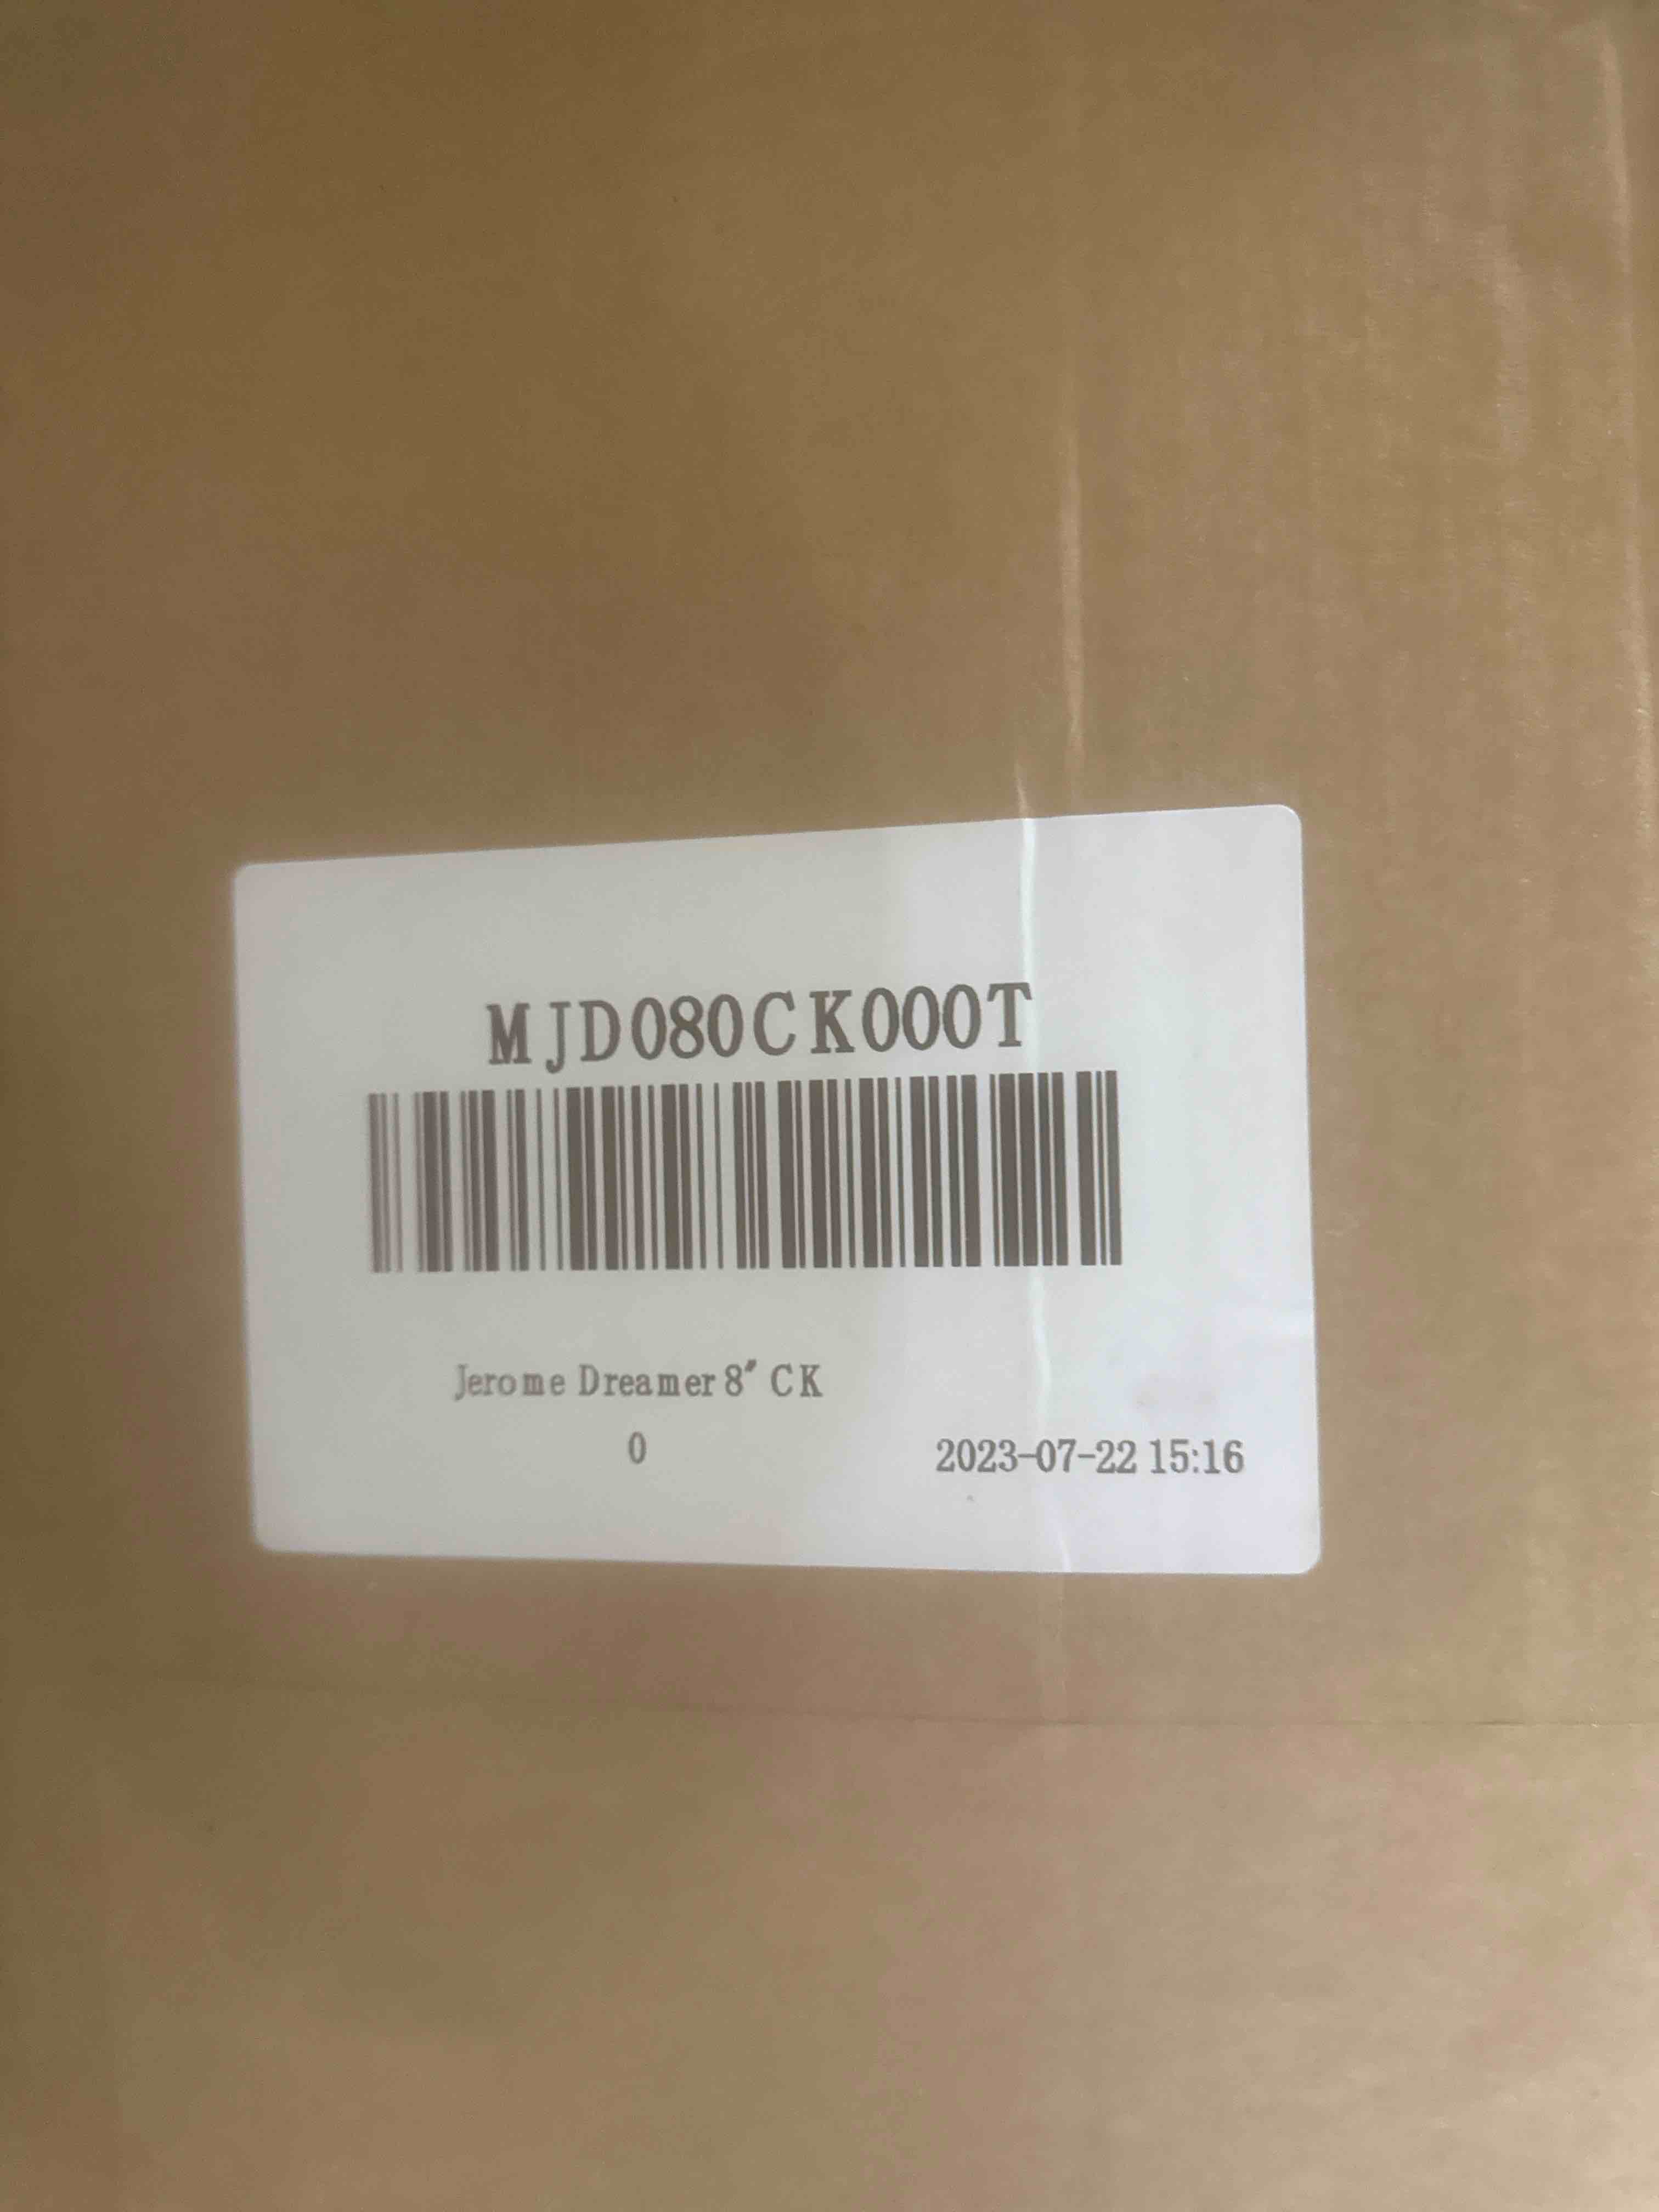 MJD080CK000T
Jerome Dreamer 8" CK
0
2023-07-22 15:16